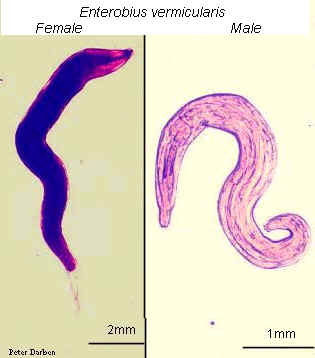 Enterobius vermicularis
Female Male
2mm
1mm
Peter Darben